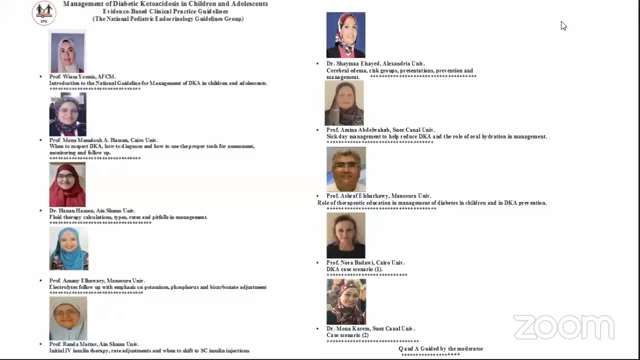 Management of Diabetic Ketoacidosis in Children and Adolescents
Evidence-Based Clinical Practice Guidelines
(The National Pediatric Endocrinology Guidelines Group)
EPG
• Prof. Wiam Younis, AFCM.
Introduction to the National Guideline for Management of DKA in children and adolescents.
******************************
• Prof. Mona Mamdouh A. Hassan, Cairo Univ.
When to suspect DKA, how to diagnose and how to use the proper tools for assessment,
monitoring and follow up.
******************************
• Dr. Hanan Hassan, Ain Shams Univ.
Fluid therapy calculations, types, rates and pitfalls in management.
******************************
• Prof. Amany Elhawary, Mansoura Univ.
Electrolytes follow up with emphasis on potassium, phosphorus and bicarbonate adjustment
******************************
• Prof. Randa Matter, Ain Shams Univ.
Initial IV insulin therapy, rate adjustments and when to shift to SC insulin injections.
• Dr. Shaymaa Elsayed, Alexandria Univ.
Cerebral edema, risk groups, presentations, prevention and
management. ******************************
• Prof. Amina Abdelwahab, Suez Canal Univ.
Sick day management to help reduce DKA and the role of oral hydration in management.
******************************
• Prof. Ashraf Elsharkawy, Mansoura Univ.
Role of therapeutic education in management of diabetes in children and in DKA prevention.
******************************
• Prof. Nora Badawi, Cairo Univ.
DKA case scenario (1).
************************
• Dr. Mona Karem, Suez Canal Univ.
Case scenario (2)
******************************
Q and A Guided by the moderator
********************
zoom